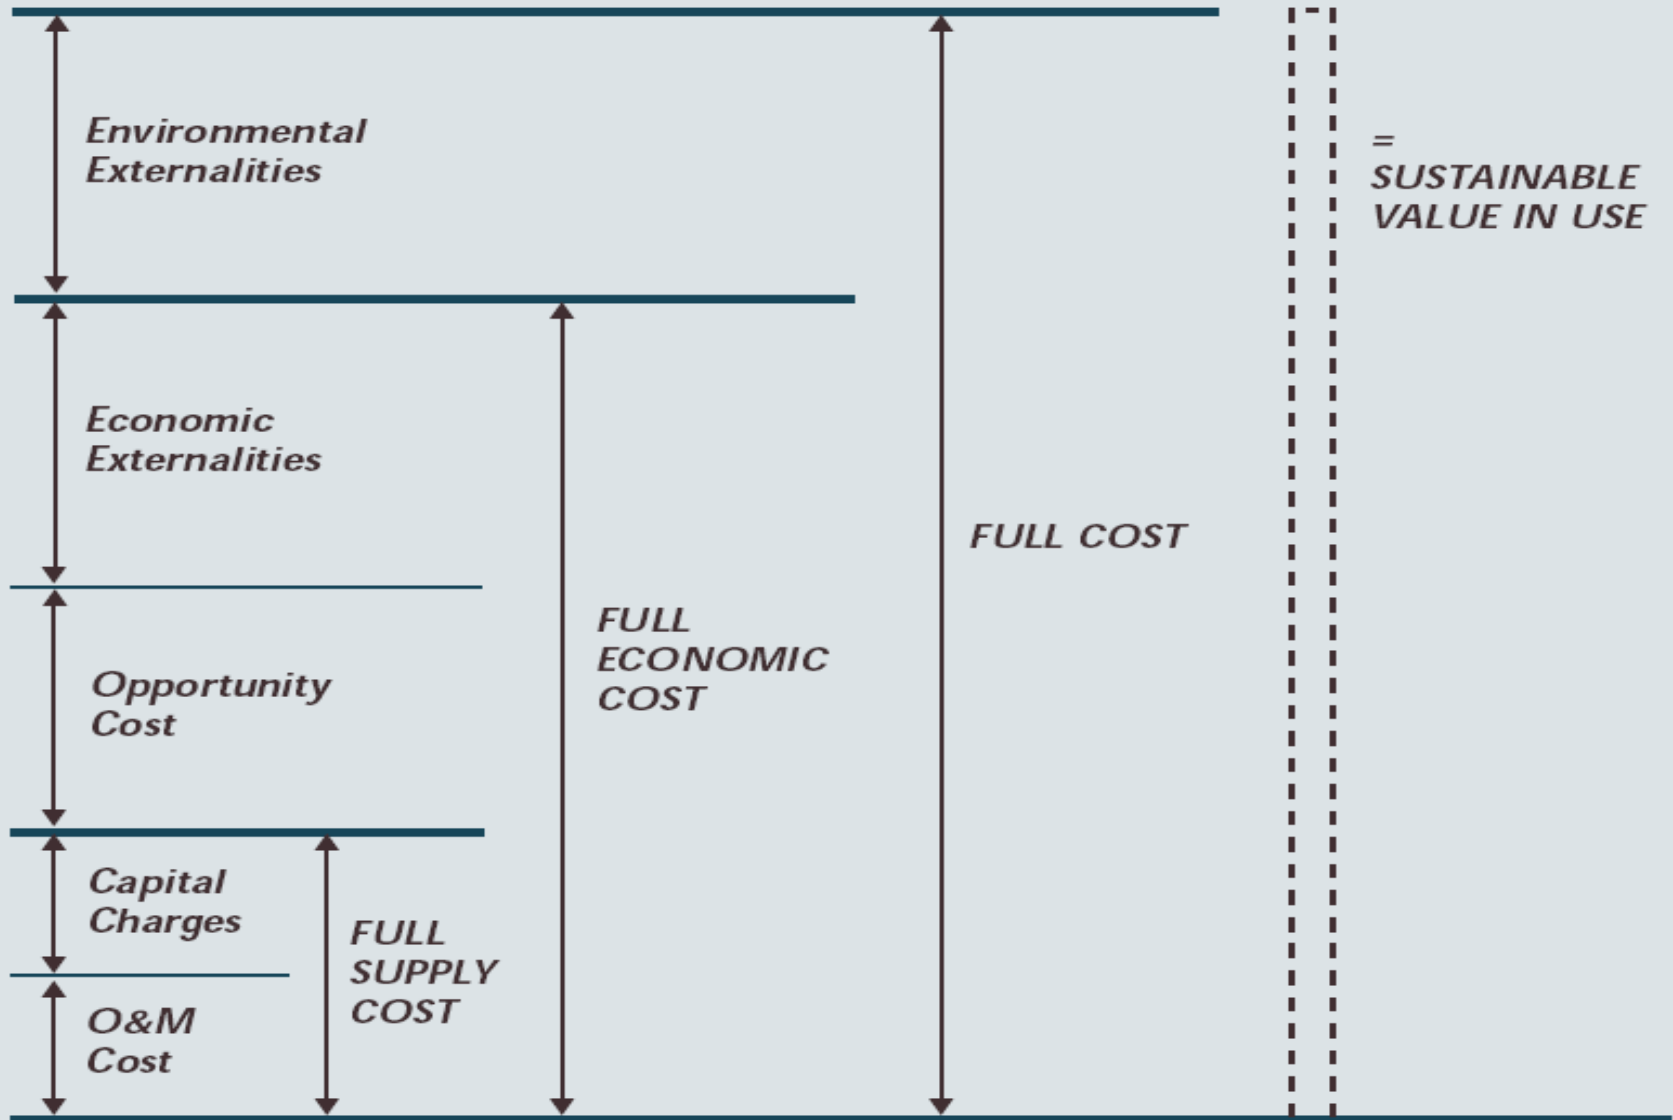 Environmental
Externalities
=
SUSTAINABLE
VALUE IN USE
Economic
Externalities
FULL COST
FULL
ECONOMIC
COST
Opportunity
Cost
Capital
Charges
FULL
SUPPLY
COST
O&M
Cost